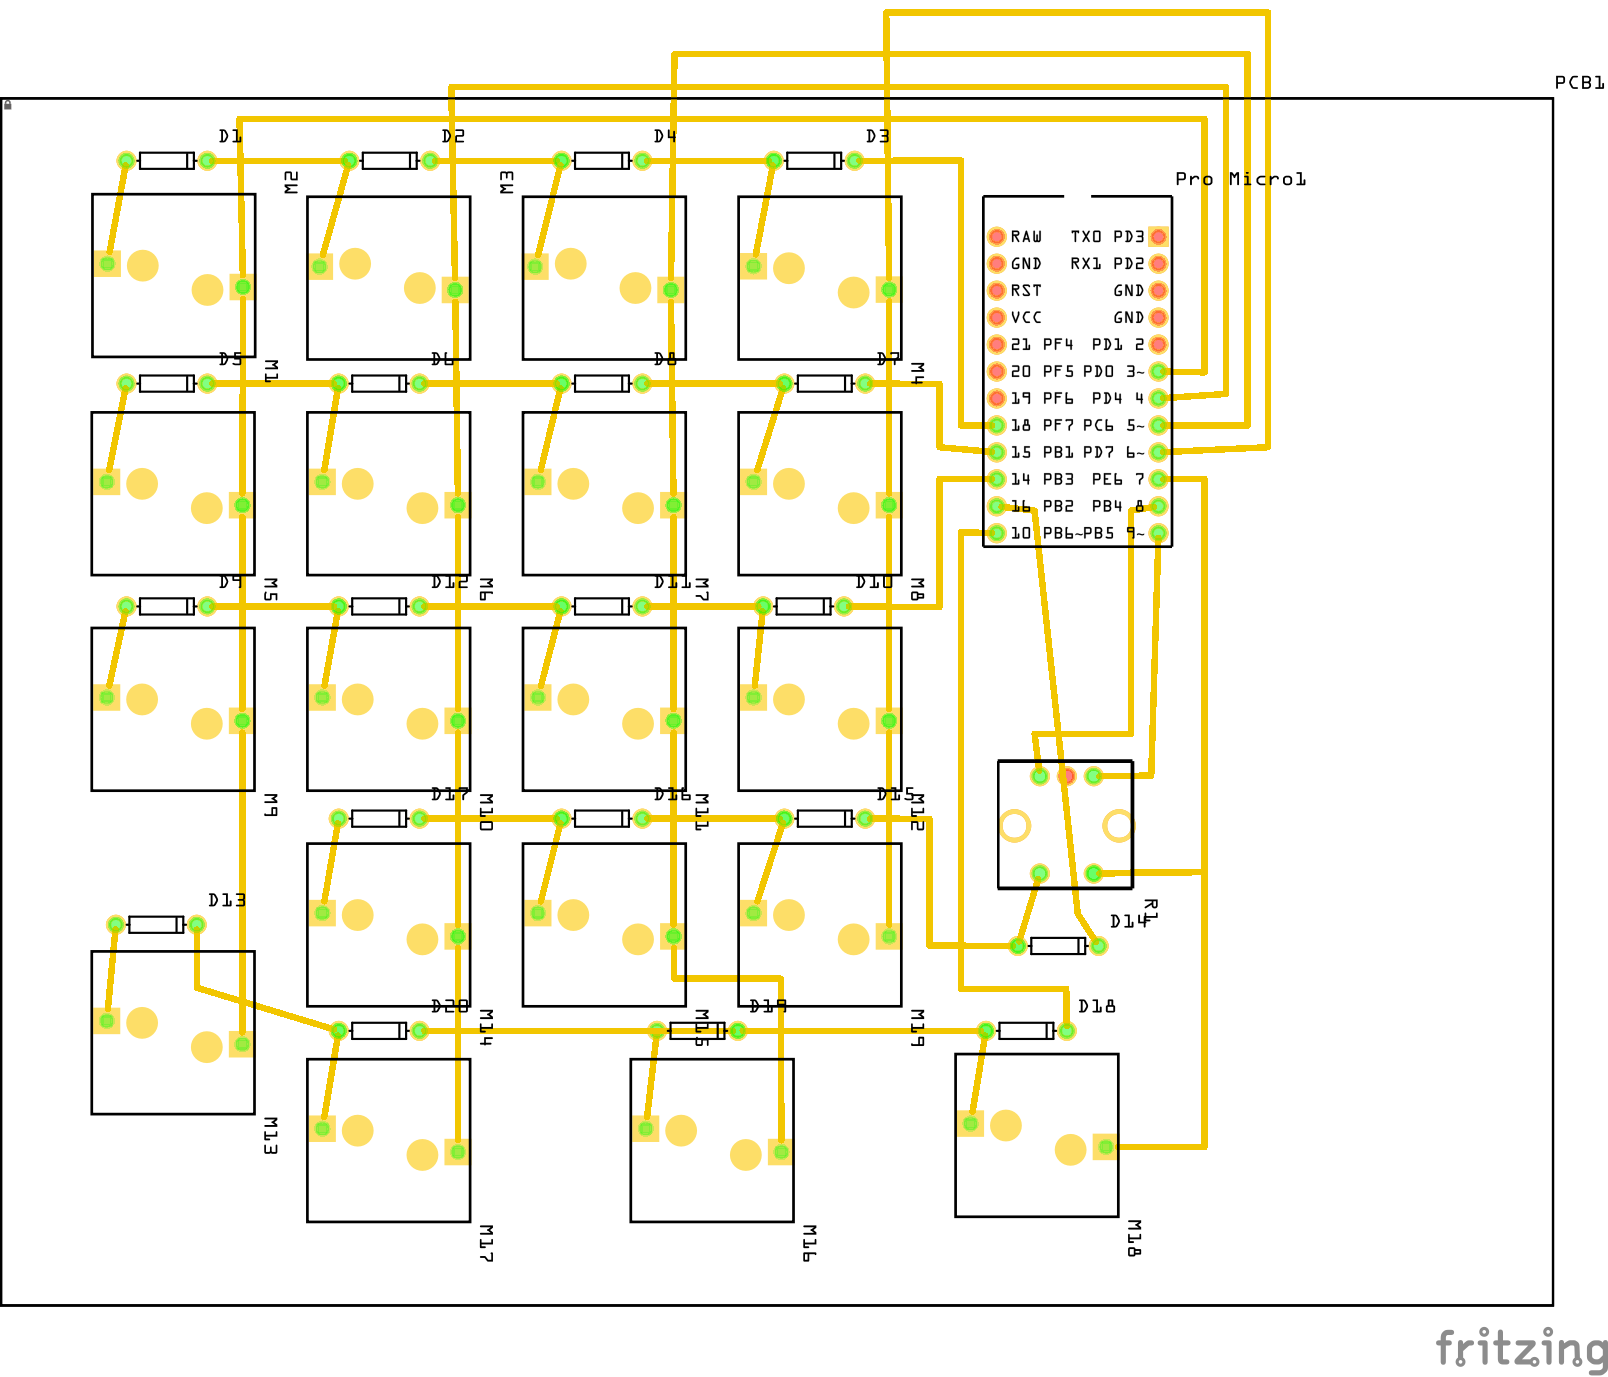 PCB1
D1 D2 D4 D3
M2 M3
Pro Micro1
RAW TX0 PD3
GND RX1 PD2
RST GND
VCC GND
21 PF4 PD1 2
20 PF5 PD0 3~
19 PF6 PD4 4
18 PF7 PC6 5~
15 PB1 PD7 6~
14 PB3 PE6 7
16 PB2 PB4 8
10 PB6~PB5 9~
D5 D6 D8 D7
M1 M4
D9 D12 D11 D10
M5 M6 M7 M8
D17 D16 D15
M9 M10 M11 M12
D13
R1
D14
D20 D19 D18
M14 M15 M19
M13
M17 M16 M18
fritzing